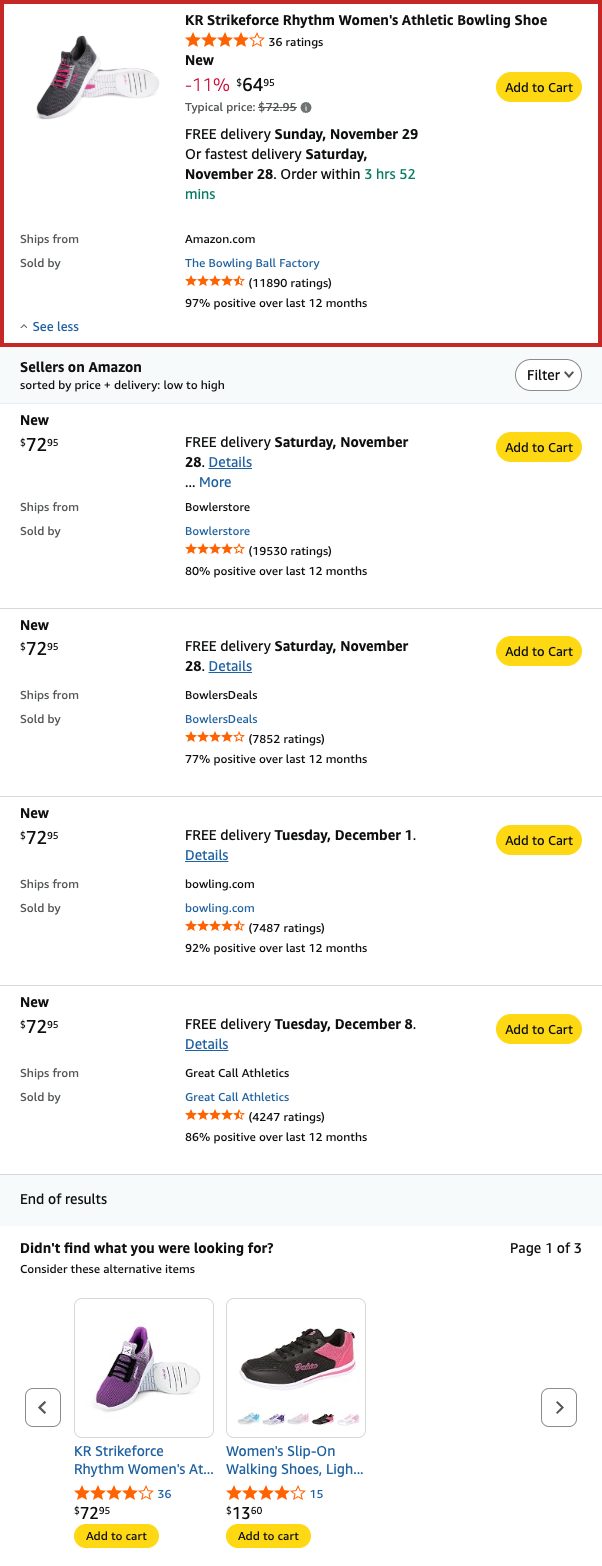 KR Strikeforce Rhythm Women's Athletic Bowling Shoe
36 ratings
New
-11% $64.95
Typical price: $72.95
FREE delivery Sunday, November 29
Or fastest delivery Saturday,
November 28. Order within 3 hrs 52
mins
Add to Cart
Ships from
Amazon.com
Sold by
The Bowling Ball Factory
(11890 ratings)
97% positive over last 12 months
See less
Sellers on Amazon
sorted by price + delivery: low to high
Filter
New
$72.95
FREE delivery Saturday, November
28. Details
... More
Add to Cart
Ships from
Bowlerstore
Sold by
Bowlerstore
(19530 ratings)
80% positive over last 12 months
New
$72.95
FREE delivery Saturday, November
28. Details
Add to Cart
Ships from
BowlersDeals
Sold by
BowlersDeals
(7852 ratings)
77% positive over last 12 months
New
$72.95
FREE delivery Tuesday, December 1.
Details
Add to Cart
Ships from
bowling.com
Sold by
bowling.com
(7487 ratings)
92% positive over last 12 months
New
$72.95
FREE delivery Tuesday, December 8.
Details
Add to Cart
Ships from
Great Call Athletics
Sold by
Great Call Athletics
(4247 ratings)
86% positive over last 12 months
End of results
Didn't find what you were looking for?
Page 1 of 3
Consider these alternative items
KR Strikeforce
Rhythm Women's At...
36
$72.95
Add to cart
Women's Slip-On
Walking Shoes, Ligh...
15
$13.60
Add to cart